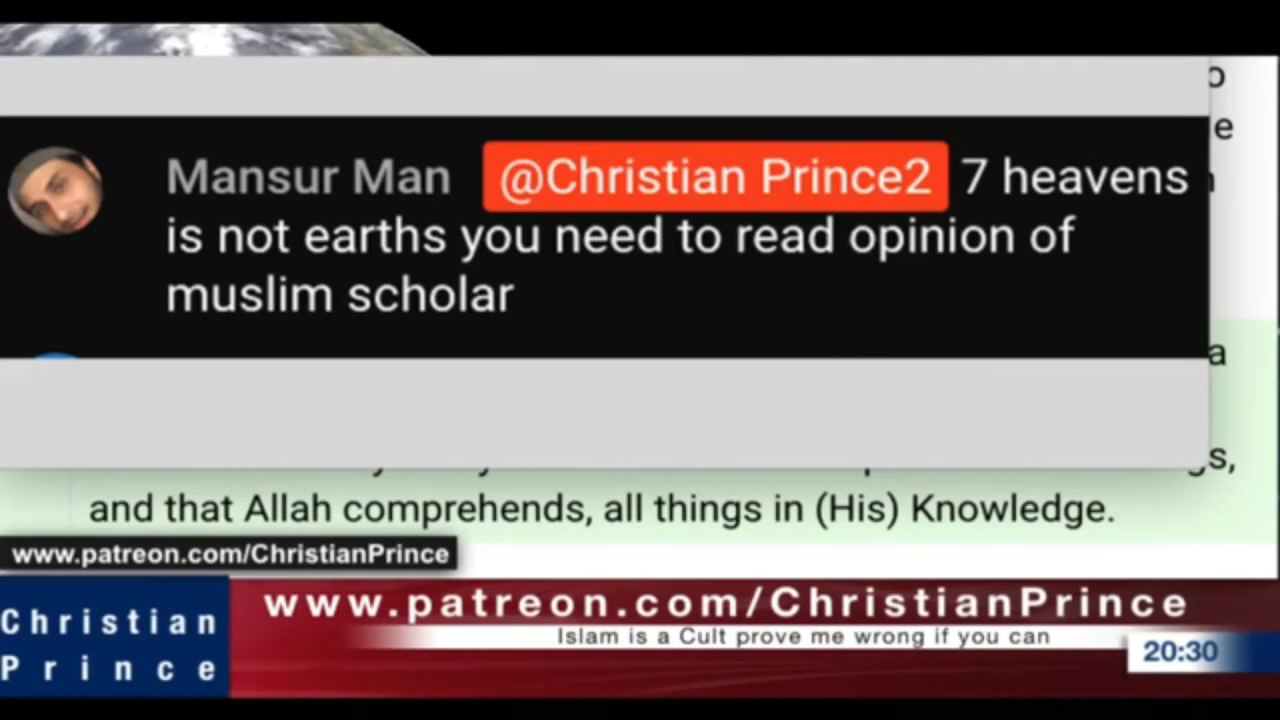 Mansur Man @Christian Prince2 7 heavens
is not earths you need to read opinion of
muslim scholar
and that Allah comprehends, all things in (His) Knowledge.
www.patreon.com/ChristianPrince
Christian
Prince
www.patreon.com/ChristianPrince
Islam is a Cult prove me wrong if you can
20:30